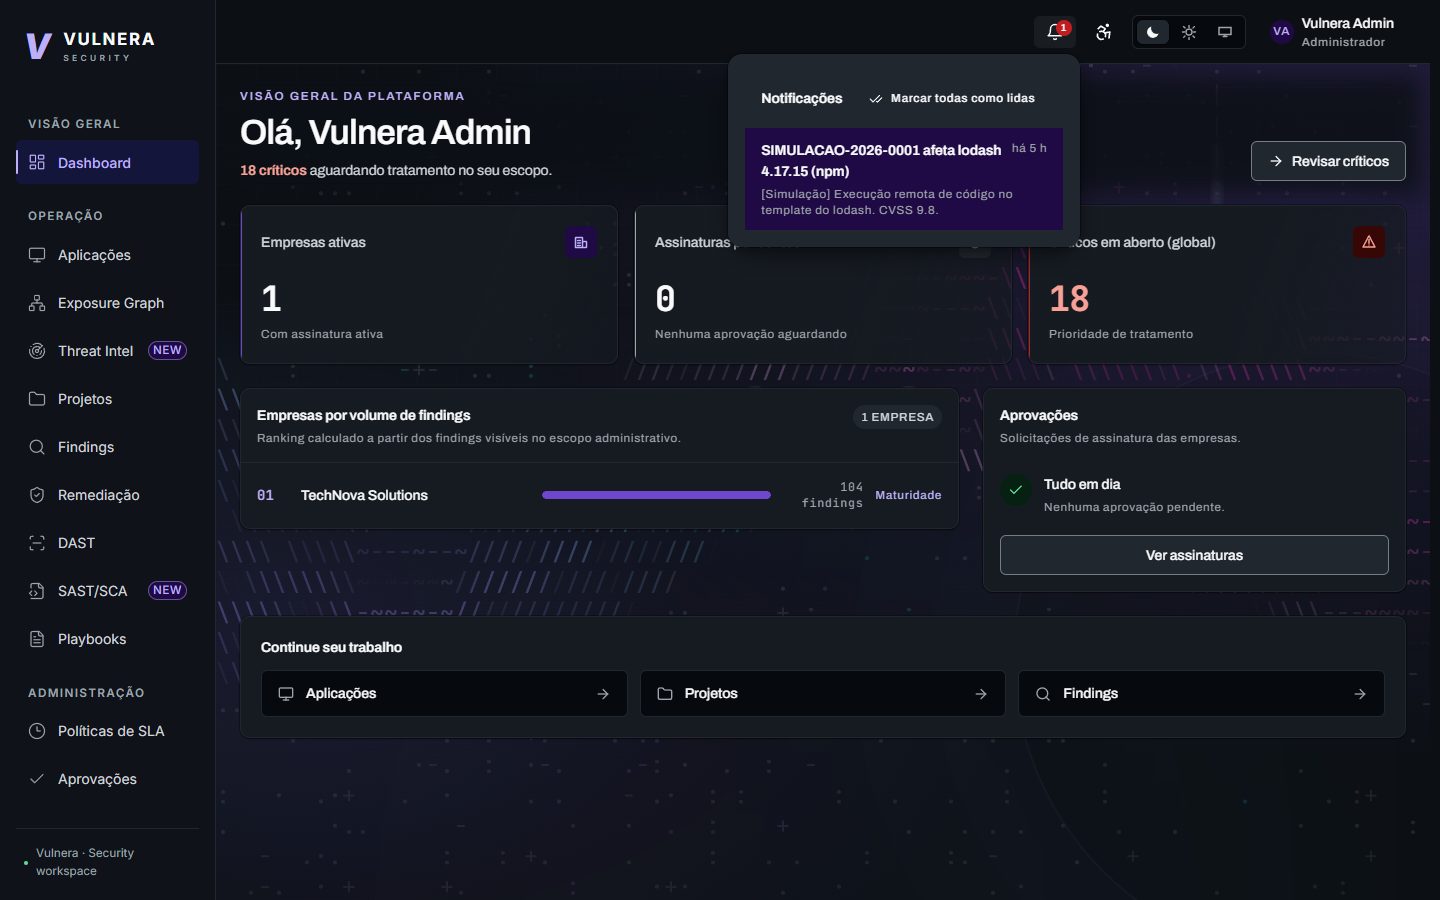 VULNERA
SECURITY
VISÃO GERAL
Dashboard
OPERAÇÃO
Aplicações
Exposure Graph
Threat Intel NEW
Projetos
Findings
Remediação
DAST
SAST/SCA NEW
Playbooks
ADMINISTRAÇÃO
Políticas de SLA
Aprovações
Vulnera · Security
workspace
1
VA
Vulnera Admin
Administrador
VISÃO GERAL DA PLATAFORMA
Olá, Vulnera Admin
18 críticos aguardando tratamento no seu escopo.
Revisar críticos
Notificações
Marcar todas como lidas
SIMULACAO-2026-0001 afeta lodash há 5 h
4.17.15 (npm)
[Simulação] Execução remota de código no
template do lodash. CVSS 9.8.
Empresas ativas
1
Com assinatura ativa
Assinaturas
0
Nenhuma aprovação aguardando
em aberto (global)
18
Prioridade de tratamento
Empresas por volume de findings
1 EMPRESA
Ranking calculado a partir dos findings visíveis no escopo administrativo.
01 TechNova Solutions 104 findings Maturidade
Aprovações
Solicitações de assinatura das empresas.
Tudo em dia
Nenhuma aprovação pendente.
Ver assinaturas
Continue seu trabalho
Aplicações
Projetos
Findings